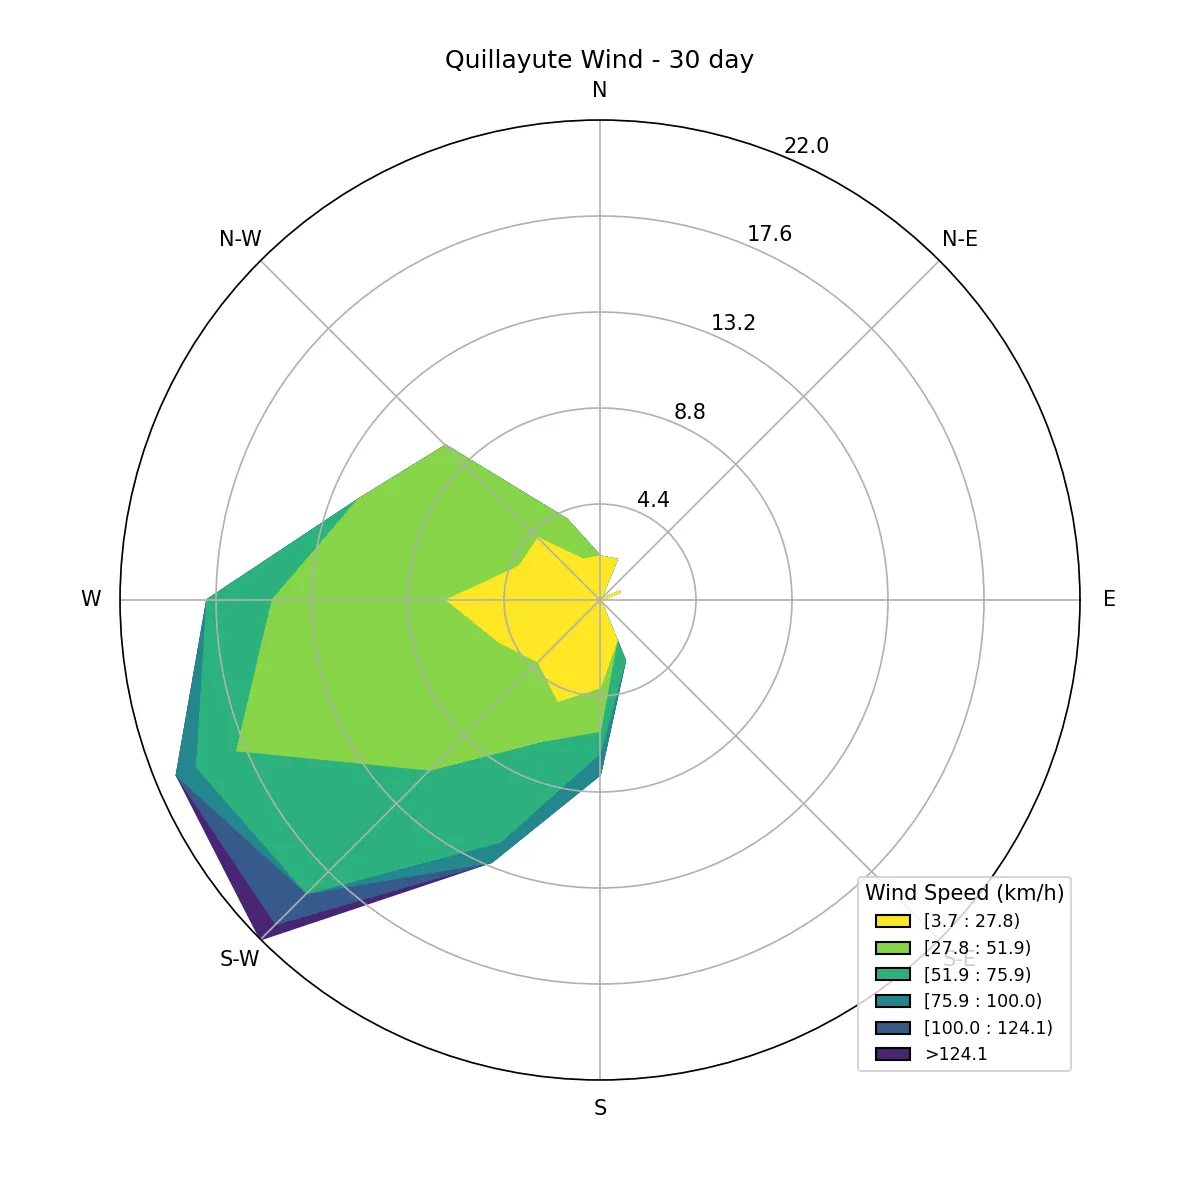 Quillayute Wind - 30 day
N
22.0
17.6
N-W
N-E
13.2
8.8
4.4
W
E
S-W
S-E
Wind Speed (km/h)
[3.7 : 27.8)
[27.8 : 51.9)
[51.9 : 75.9)
[75.9 : 100.0)
[100.0 : 124.1)
>124.1
S